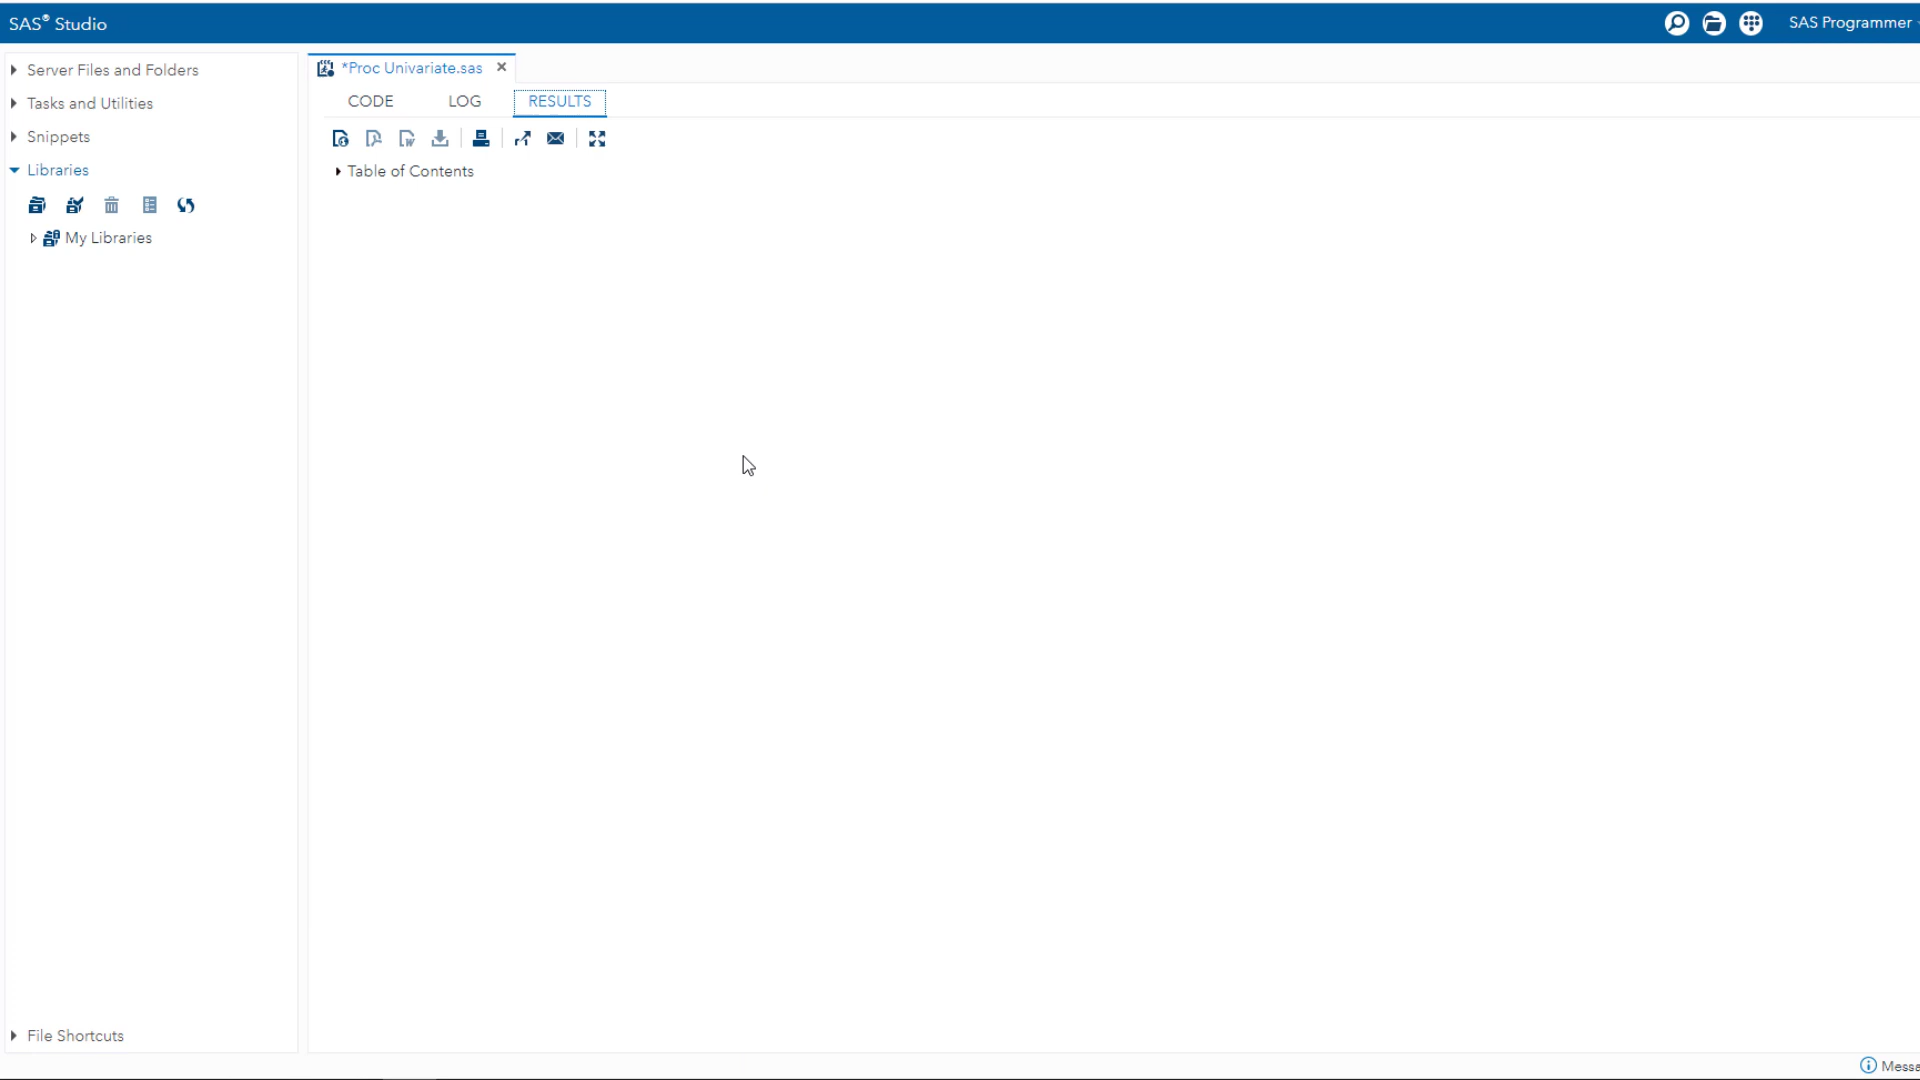 SAS® Studio
SAS Programmer
Server Files and Folders
Tasks and Utilities
Snippets
Libraries
My Libraries
File Shortcuts
*Proc Univariate.sas
CODE LOG RESULTS
Table of Contents